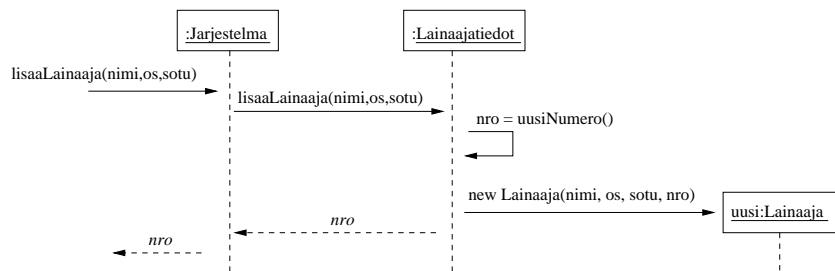 :Jarjestelma
:Lainaajatiedot
lisaaLainaaja(nimi,os,sotu)
lisaaLainaaja(nimi,os,sotu)
nro = uusiNumero()
new Lainaaja(nimi, os, sotu, nro)
uusi:Lainaaja
nro
nro